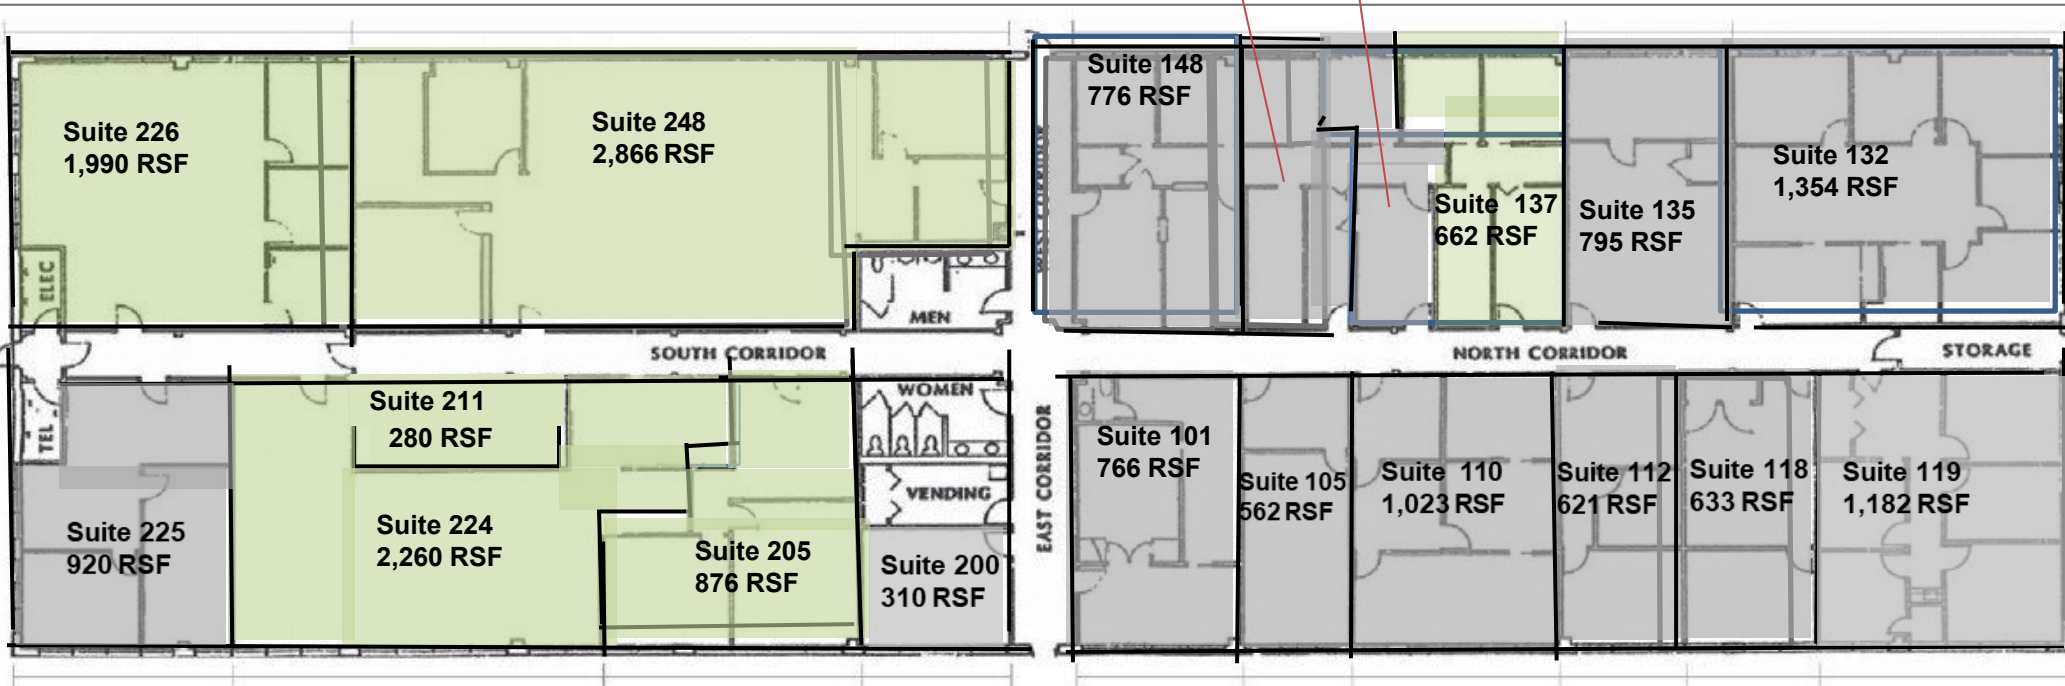 Suite 148
776 RSF
Suite 226
1,990 RSF
Suite 248
2,866 RSF
Suite 132
1,354 RSF
Suite 137
662 RSF
Suite 135
795 RSF
ELEC
MEN
SOUTH CORRIDOR
NORTH CORRIDOR
STORAGE
Suite 211
280 RSF
WOMEN
TEL
EAST CORRIDOR
VENDING
Suite 101
766 RSF
Suite 105
562 RSF
Suite 110
1,023 RSF
Suite 112
621 RSF
Suite 118
633 RSF
Suite 119
1,182 RSF
Suite 225
920 RSF
Suite 224
2,260 RSF
Suite 205
876 RSF
Suite 200
310 RSF